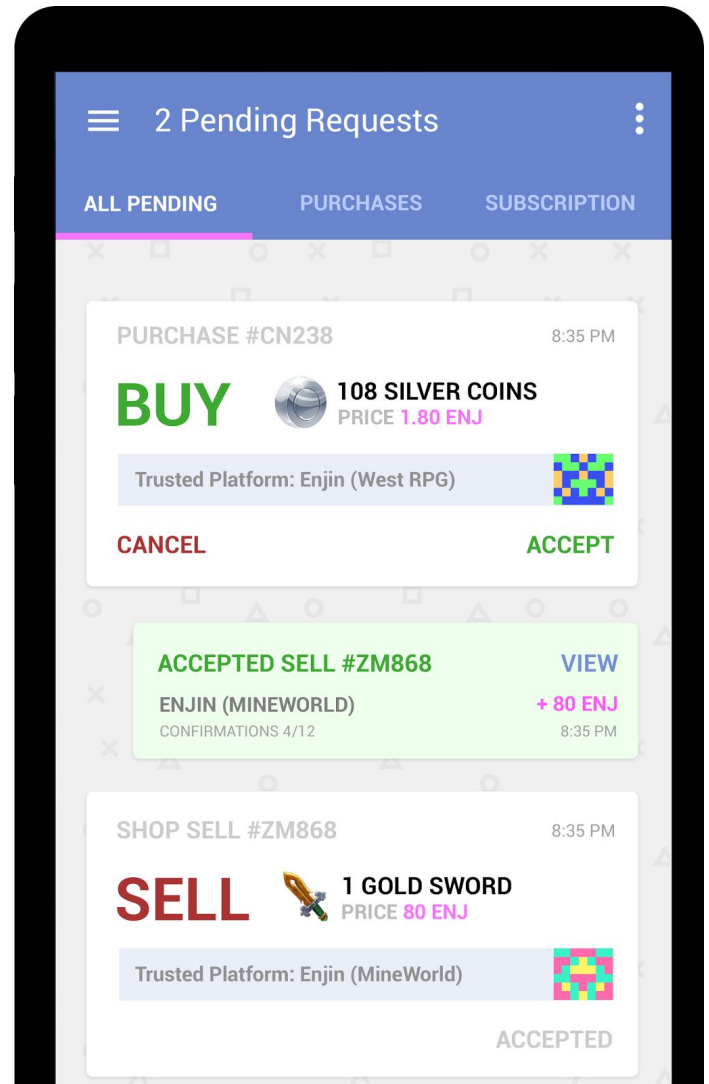 2 Pending Requests
ALL PENDING PURCHASES SUBSCRIPTION
PURCHASE #CN238 8:35 PM
BUY 108 SILVER COINS
PRICE 1.80 ENJ
Trusted Platform: Enjin (West RPG)
CANCEL ACCEPT
ACCEPTED SELL #ZM868 VIEW
ENJIN (MINEWORLD) + 80 ENJ
CONFIRMATIONS 4/12 8:35 PM
SHOP SELL #ZM868 8:35 PM
SELL 1 GOLD SWORD
PRICE 80 ENJ
Trusted Platform: Enjin (MineWorld)
ACCEPTED